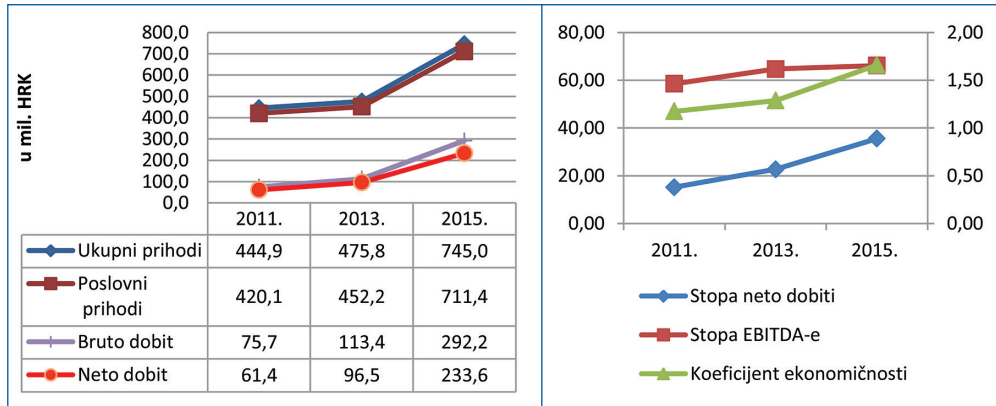 u mil. HRK
800,0
700,0
600,0
500,0
400,0
300,0
200,0
100,0
0,0
2011. 2013. 2015.
Ukupni prihodi 444,9 475,8 745,0
Poslovni
prihodi 420,1 452,2 711,4
Bruto dobit 75,7 113,4 292,2
Neto dobit 61,4 96,5 233,6
80,00 2,00
60,00 1,50
40,00 1,00
20,00 0,50
0,00 0,00
2011. 2013. 2015.
Stopa neto dobiti
Stopa EBITDA-e
Koeficijent ekonomičnosti